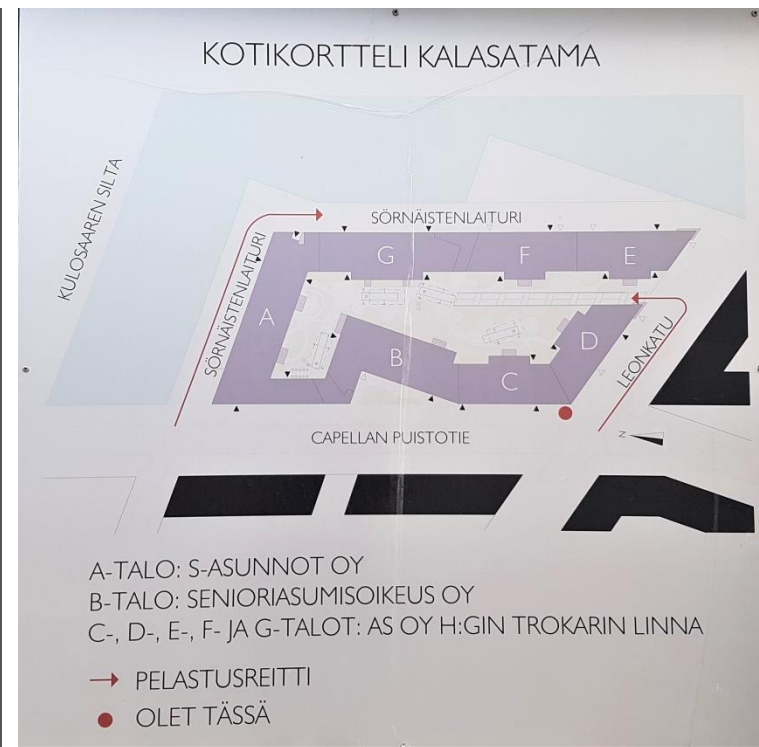 KOTIKORTTELI KALASATAMA
KULOSAAREN SILTA
SÖRNÄISTENLAITURI
SÖRNÄISTENLAITURI
G
F
E
A
B
C
D
LEONKATU
N
CAPELLAN PUISTOTIE
A-TALO: S-ASUNNOT OY
B-TALO: SENIORIASUMISOIKEUS OY
C-, D-, E-, F- JA G-TALOT: AS OY H:GIN TROKARIN LINNA
PELASTUSREITTI
OLET TÄSSÄ